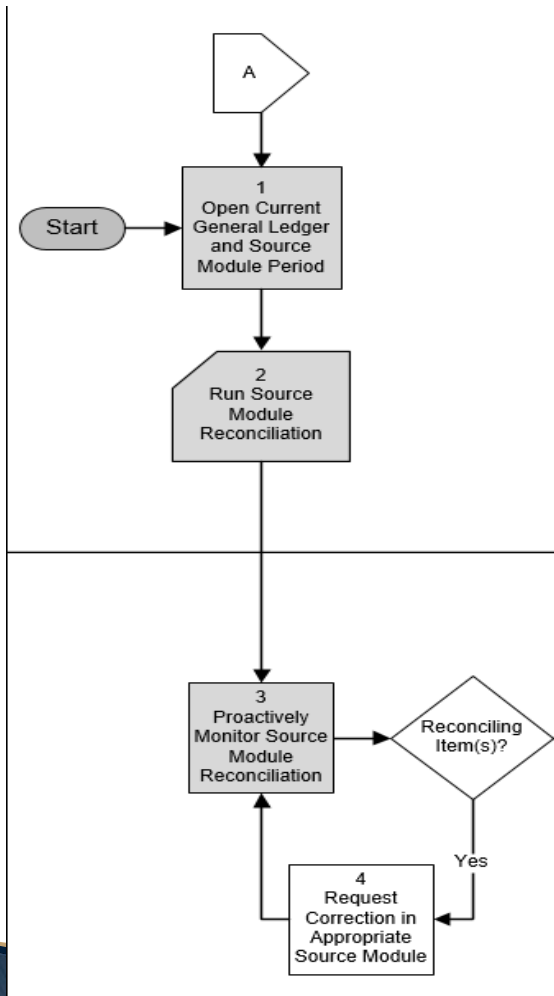 A
Start
1
Open Current
General Ledger
and Source
Module Period
2
Run Source
Module
Reconciliation
3
Proactively
Monitor Source
Module
Reconciliation
Reconciling
Item(s)?
Yes
4
Request
Correction in
Appropriate
Source Module